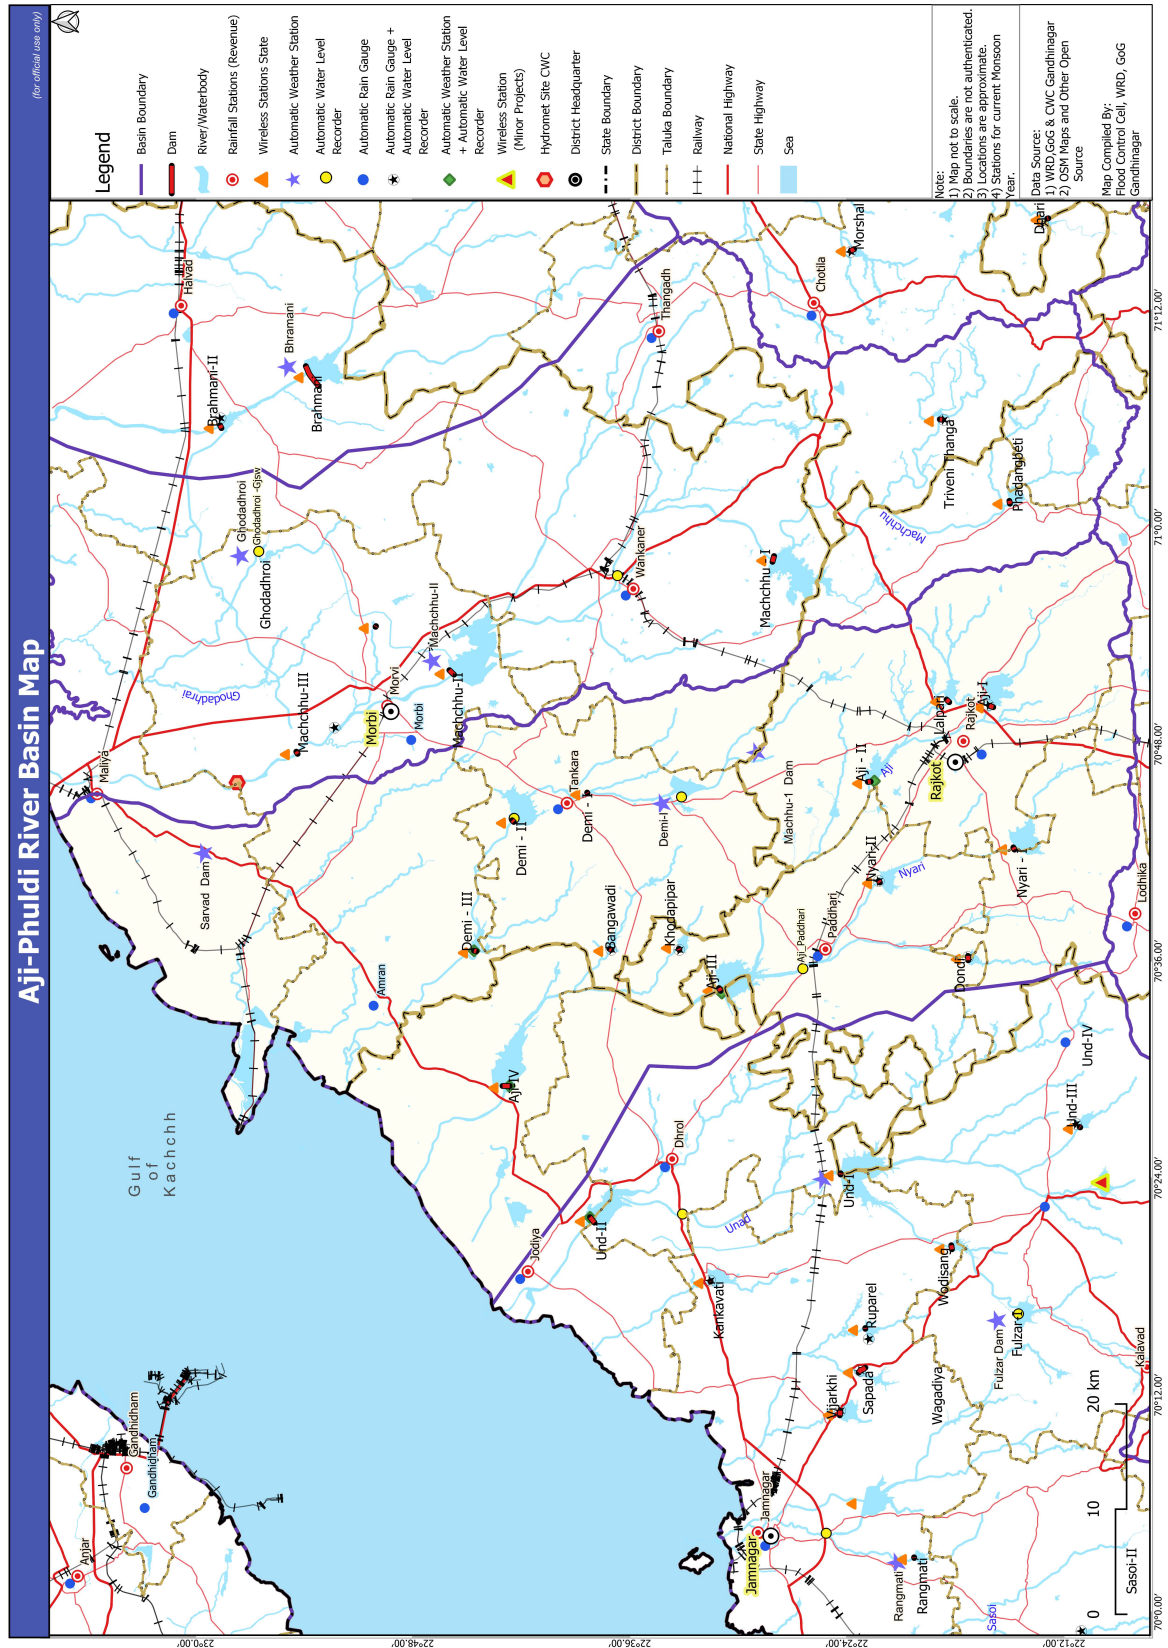 Aji-Phuldi River Basin Map
(for official use only)
Legend
Basin Boundary
Dam
River/Waterbody
Rainfall Stations (Revenue)
Wireless Stations State
Automatic Weather Station
Automatic Water Level
Recorder
Automatic Rain Gauge
Automatic Rain Gauge +
Automatic Water Level
Recorder
Automatic Weather Station
+ Automatic Water Level
Recorder
Wireless Station
(Minor Projects)
Hydromet Site CWC
District Headquarter
State Boundary
District Boundary
Taluka Boundary
Railway
National Highway
State Highway
Sea
Note:
1) Map not to scale.
2) Boundaries are not authenticated.
3) Locations are approximate.
4) Stations for current Monsoon
Year.
Data Source:
1) WRD,GoG & CWC Gandhinagar
2) OSM Maps and Other Open
Source
Map Compiled By:
Flood Control Cell, WRD, GoG
Gandhinagar
Gulf
of
Kachchh
Anjar
Gandhidham
Gandhidham
Maliya
Halvad
Brahmani-II
Bhramani
Brahmani
Ghodadhroi
Ghodadhroi -Gjsw
Ghodadhroi
Ghodadhrai
Machchhu-III
Sarvad Dam
Morbi
Morvi
Morbi
Machchhu-II
Machchhu-II
Amran
Demi - III
Demi - II
Tankara
Demi - I
Demi-I
Aji-IV
Bangawadi
Khodapipar
Aji-III
Wankaner
Thangadh
Machchhu - I
Machhu-1 Dam
Chotila
Morshal
Machchhu
Triveni Thanga
Phadangbeti
Dhari
Jodiya
Und-II
Dhrol
Unad
Kankavati
Aji_Paddhari
Paddhari
Nyari-II
Nyari
Nyari - I
Aji - II
Aji
Lalpari
Rajkot
Rajkot
Aji-I
Dondi
Lodhika
Und-I
Und-III
Und-IV
Wodisang
Ruparel
Sapada
Vijarkhi
Wagadiya
Fulzar Dam
Fulzar-I
Kalavad
Jamnagar
Jamnagar
Rangmati
Rangmati
Sasoi
Sasoi-II
0 10 20 km
70°0.00'
70°12.00'
70°24.00'
70°36.00'
70°48.00'
71°0.00'
71°12.00'
23°0.00'
22°48.00'
22°36.00'
22°24.00'
22°12.00'